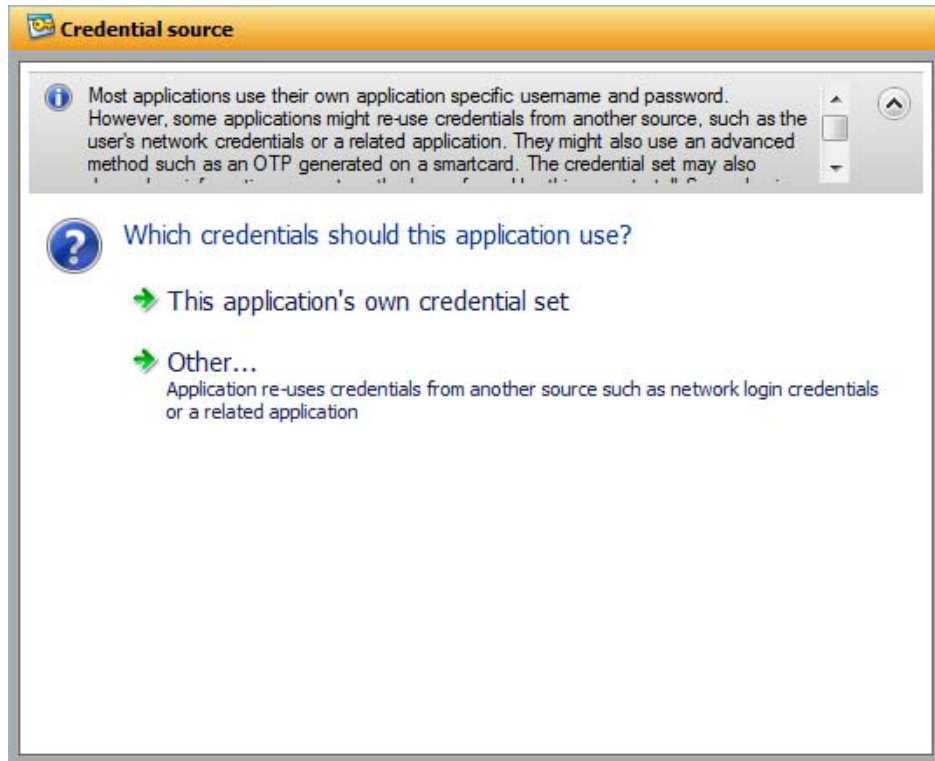 Credential source
Most applications use their own application specific username and password.
However, some applications might re-use credentials from another source, such as the
user's network credentials or a related application. They might also use an advanced
method such as an OTP generated on a smartcard. The credential set may also
Which credentials should this application use?
This application's own credential set
Other...
Application re-uses credentials from another source such as network login credentials
or a related application